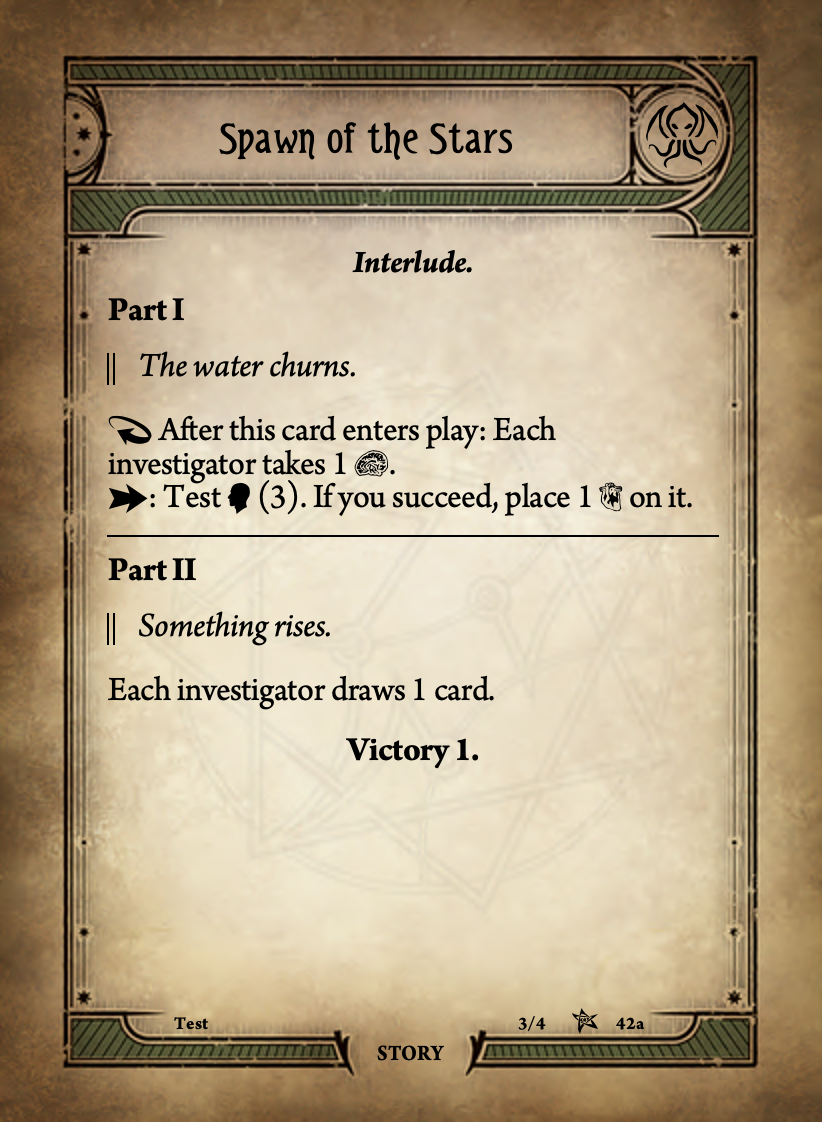 Spawn of the Stars
Interlude.
Part I
The water churns.
After this card enters play: Each
investigator takes 1 .
: Test (3). If you succeed, place 1 on it.
Part II
Something rises.
Each investigator draws 1 card.
Victory 1.
Test
3/4
42a
STORY